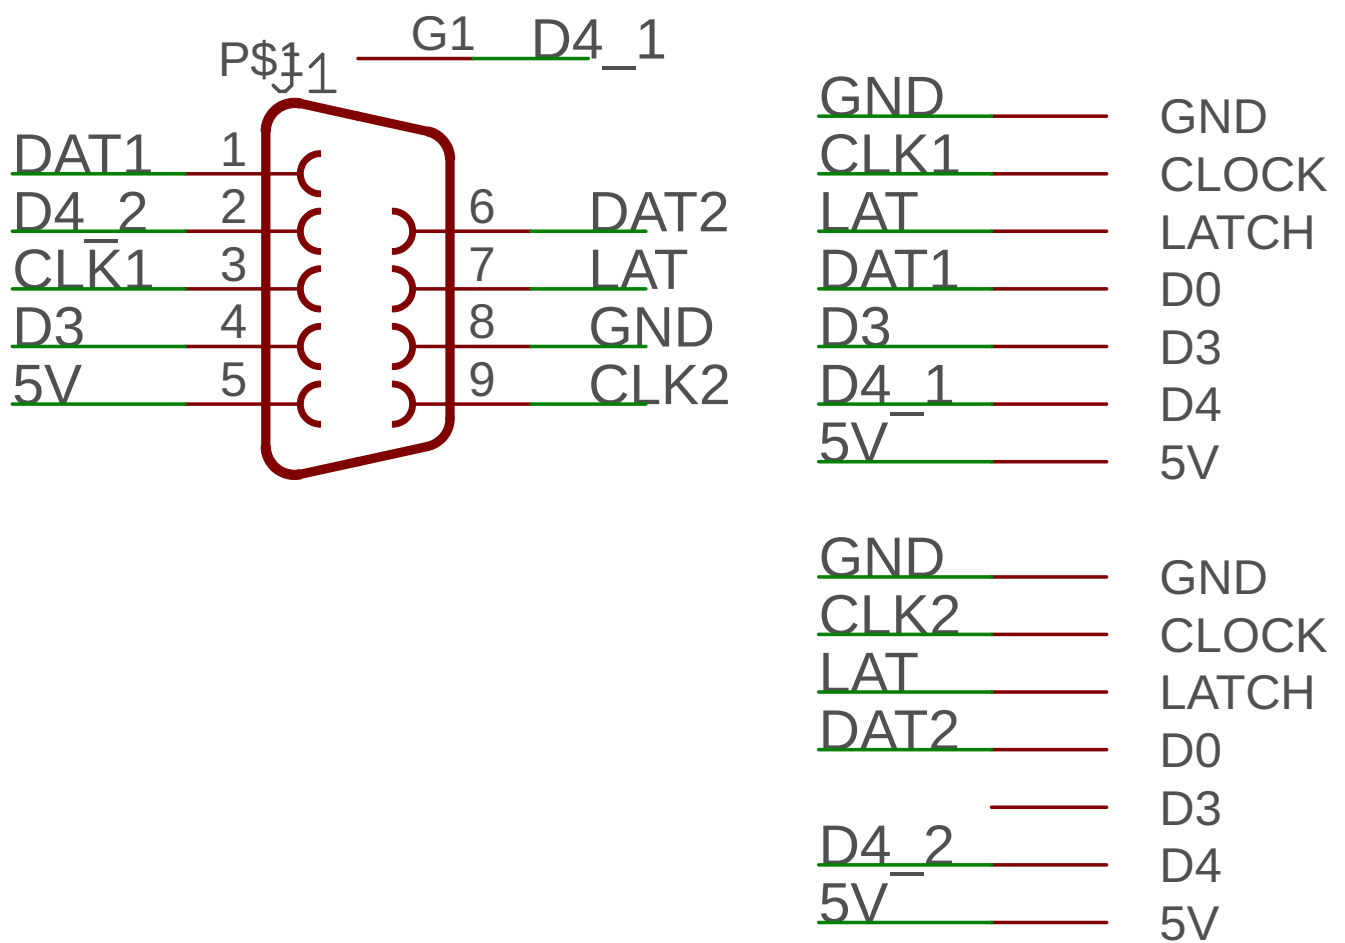 G1 D4_1
P$1
J1
DAT1 1
D4_2 2 6 DAT2
CLK1 3 7 LAT
D3 4 8 GND
5V 5 9 CLK2
GND GND
CLK1 CLOCK
LAT LATCH
DAT1 D0
D3 D3
D4_1 D4
5V 5V
GND GND
CLK2 CLOCK
LAT LATCH
DAT2 D0
D3
D4_2 D4
5V 5V